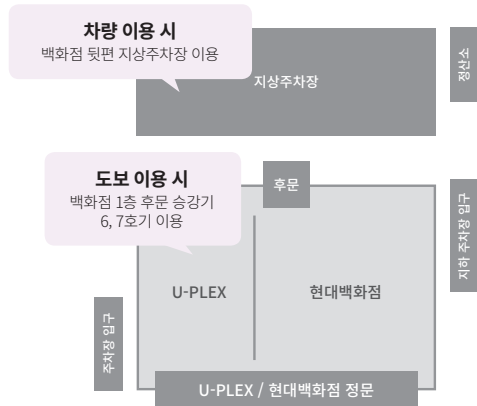 차량 이용 시
백화점 뒷편 지상주차장 이용
지상주차장
정산소
도보 이용 시
백화점 1층 후문 승강기
6, 7호기 이용
후문
지하 주차장 입구
U-PLEX
현대백화점
주차장 입구
U-PLEX / 현대백화점 정문